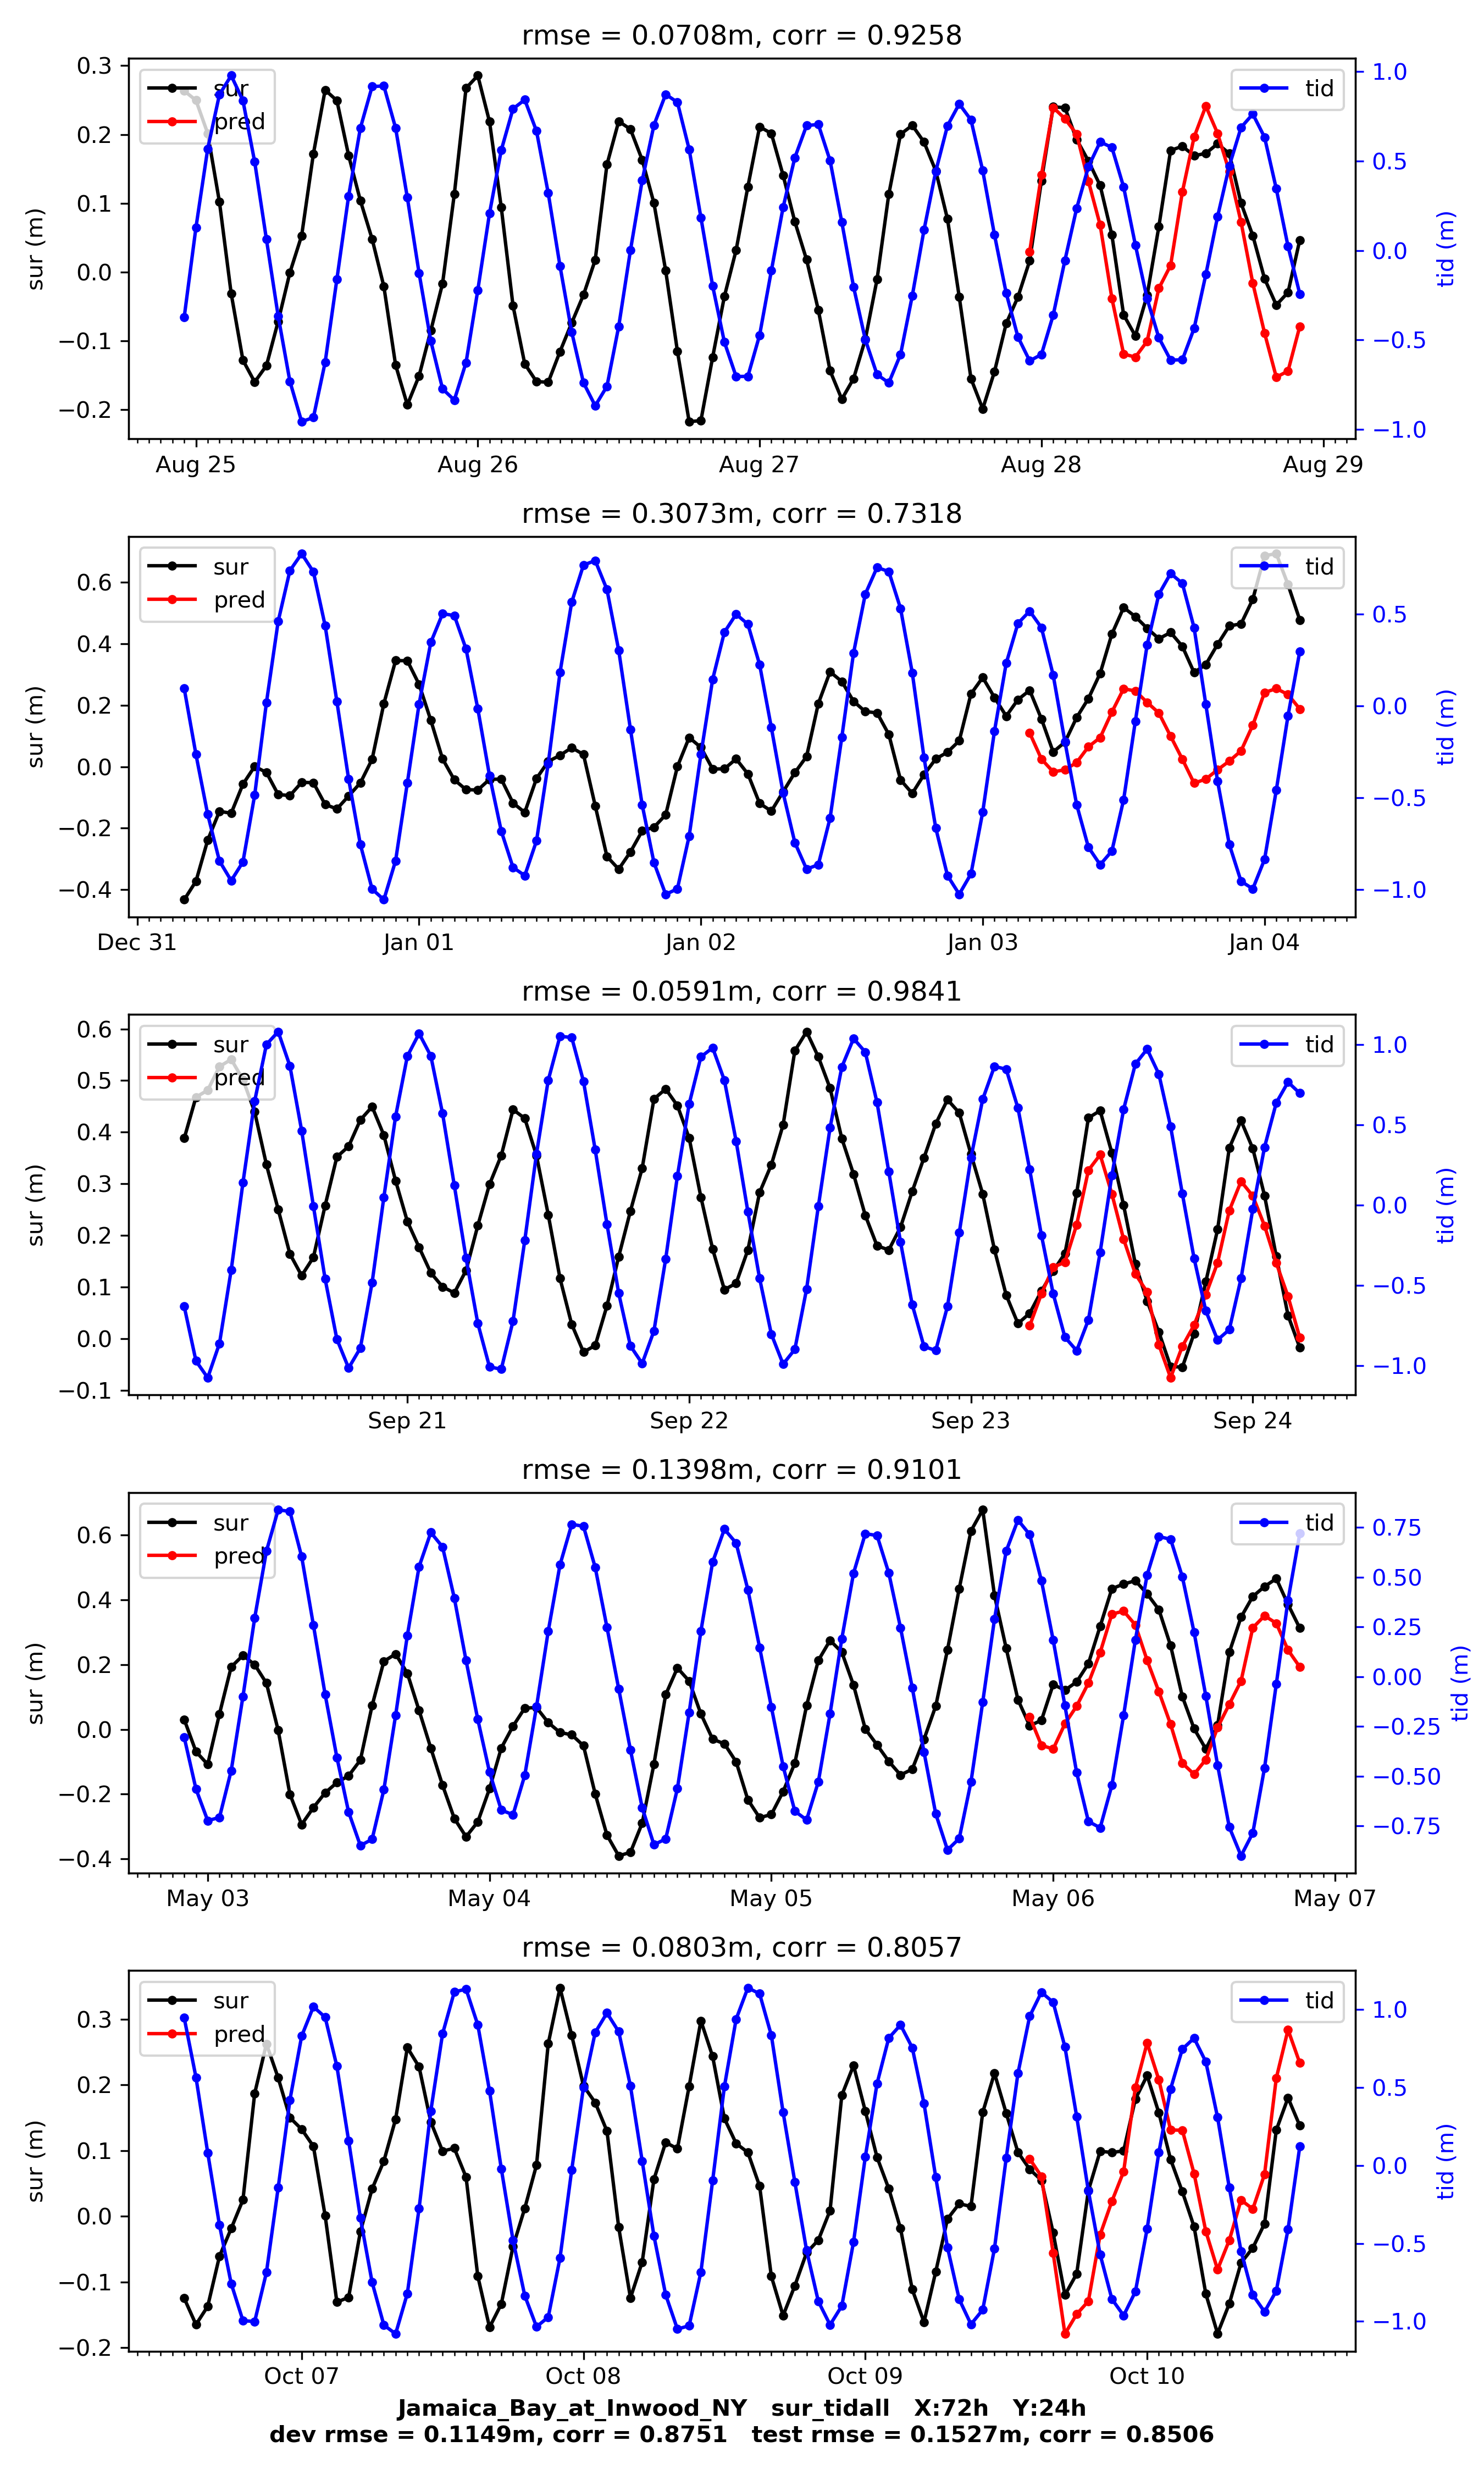 rmse = 0.0708m, corr = 0.9258
sur
pred
tid
0.3
0.2
0.1
0.0
−0.1
−0.2
sur (m)
1.0
0.5
0.0
−0.5
−1.0
tid (m)
Aug 25 Aug 26 Aug 27 Aug 28 Aug 29
rmse = 0.3073m, corr = 0.7318
sur
pred
tid
0.6
0.4
0.2
0.0
−0.2
−0.4
sur (m)
0.5
0.0
−0.5
−1.0
tid (m)
Dec 31 Jan 01 Jan 02 Jan 03 Jan 04
rmse = 0.0591m, corr = 0.9841
sur
pred
tid
0.6
0.5
0.4
0.3
0.2
0.1
0.0
−0.1
sur (m)
1.0
0.5
0.0
−0.5
−1.0
tid (m)
Sep 21 Sep 22 Sep 23 Sep 24
rmse = 0.1398m, corr = 0.9101
sur
pred
tid
0.6
0.4
0.2
0.0
−0.2
−0.4
sur (m)
0.75
0.50
0.25
0.00
−0.25
−0.50
−0.75
tid (m)
May 03 May 04 May 05 May 06 May 07
rmse = 0.0803m, corr = 0.8057
sur
pred
tid
0.3
0.2
0.1
0.0
−0.1
−0.2
sur (m)
1.0
0.5
0.0
−0.5
−1.0
tid (m)
Oct 07 Oct 08 Oct 09 Oct 10
Jamaica_Bay_at_Inwood_NY sur_tidall X:72h Y:24h
dev rmse = 0.1149m, corr = 0.8751 test rmse = 0.1527m, corr = 0.8506